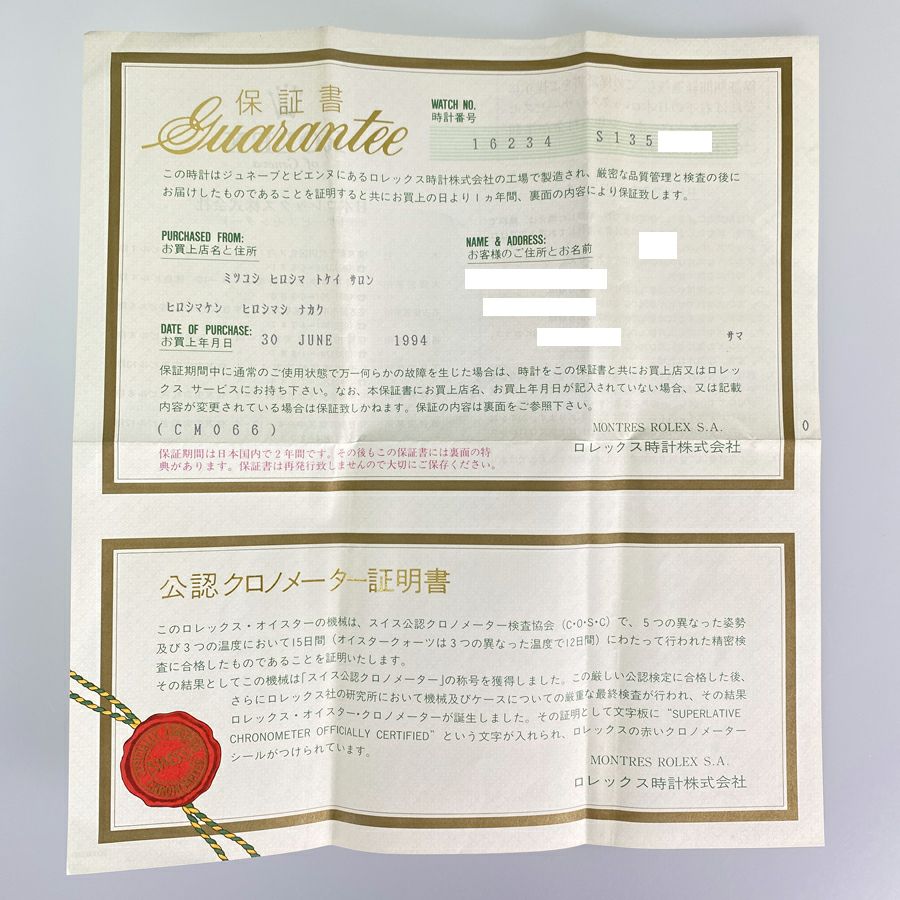 保証書
Guarantee
WATCH NO.
時計番号
16234 S135
この時計はジュネーブとビエンヌにあるロレックス時計株式会社の工場で製造され、厳密な品質管理と検査の後に
お届けしたものであることを証明すると共にお買上の日より1ヵ年間、裏面の内容により保証致します。
PURCHASED FROM:
お買上店名と住所
NAME & ADDRESS:
お客様のご住所とお名前
ミツコシ ヒロシマ トケイ サロン
ヒロシマケン ヒロシマシ ナカク
DATE OF PURCHASE:
お買上年月日
30 JUNE 1994
サマ
保証期間中に通常のご使用状態で万一何らかの故障を生じた場合は、時計をこの保証書と共にお買上店又はロレッ
クス サービスにお持ち下さい。なお、本保証書にお買上店名、お買上年月日が記入されていない場合、又は記載
内容が変更されている場合は保証致しかねます。保証の内容は裏面をご参照下さい。
(CM066)
MONTRES ROLEX S.A.
0
ロレックス時計株式会社
保証期間は日本国内で2年間です。その後もこの保証書には裏面の特
典があります。保証書は再発行致しませんので大切にご保存ください。
公認クロノメーター証明書
このロレックス・オイスターの機械は、スイス公認クロノメーター検査協会(C・O・S・C)で、5つの異なった姿勢
及び3つの温度において15日間(オイスタークォーツは3つの異なった温度で12日間)にわたって行われた精密検
査に合格したものであることを証明いたします。
その結果としてこの機械は「スイス公認クロノメーター」の称号を獲得しました。この厳しい公認検定に合格した後、
さらにロレックス社の研究所において機械及びケースについての厳重な最終検査が行われ、その結果
ロレックス・オイスター・クロノメーターが誕生しました。その証明として文字板に "SUPERLATIVE
CHRONOMETER OFFICIALLY CERTIFIED" という文字が入れられ、ロレックスの赤いクロノメーター
シールがつけられています。
MONTRES ROLEX S.A.
ロレックス時計株式会社